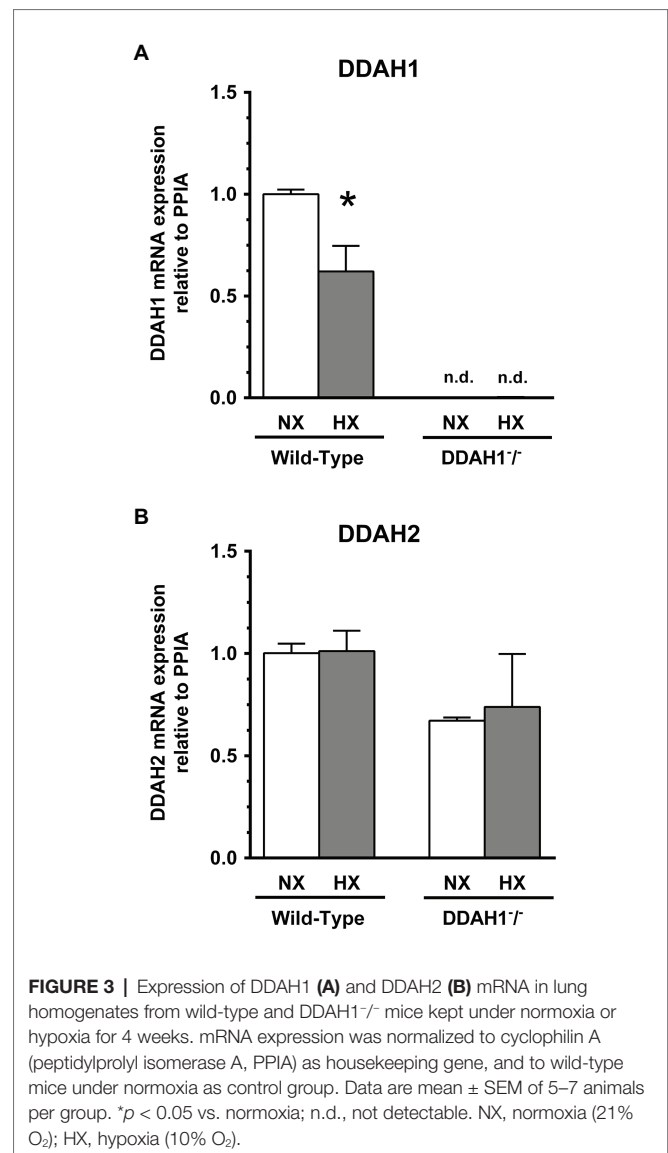 A
DDAH1
DDAH1 mRNA expression
relative to PPIA
1.5
1.0
0.5
0.0
*
n.d. n.d.
NX HX NX HX
Wild-Type DDAH1-/-
B
DDAH2
DDAH2 mRNA expression
relative to PPIA
1.5
1.0
0.5
0.0
NX HX NX HX
Wild-Type DDAH1-/-
FIGURE 3 | Expression of DDAH1 (A) and DDAH2 (B) mRNA in lung
homogenates from wild-type and DDAH1−/− mice kept under normoxia or
hypoxia for 4 weeks. mRNA expression was normalized to cyclophilin A
(peptidylprolyl isomerase A, PPIA) as housekeeping gene, and to wild-type
mice under normoxia as control group. Data are mean ± SEM of 5–7 animals
per group. *p < 0.05 vs. normoxia; n.d., not detectable. NX, normoxia (21%
O₂); HX, hypoxia (10% O₂).